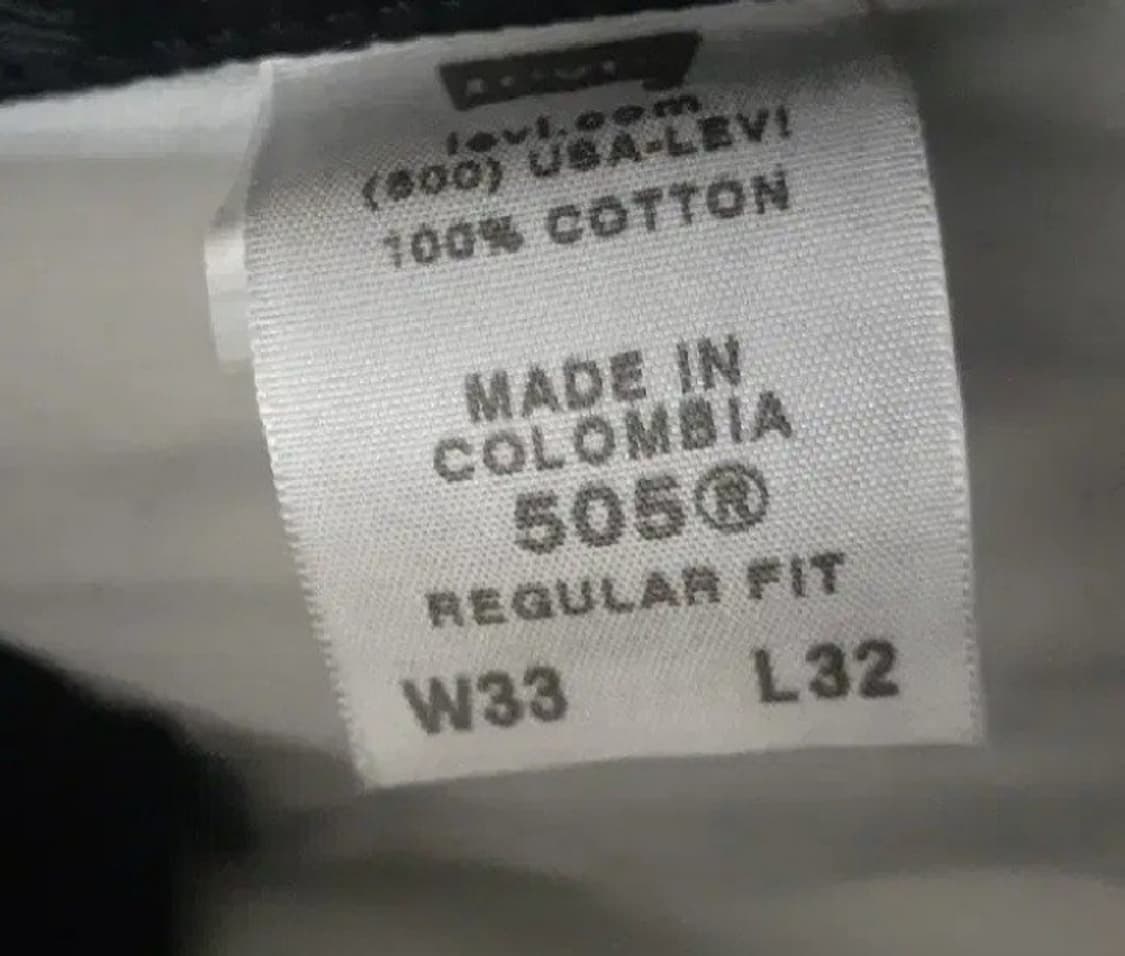 levi.com
(800) USA-LEVI
100% COTTON
MADE IN
COLOMBIA
505®
REGULAR FIT
W33 L32